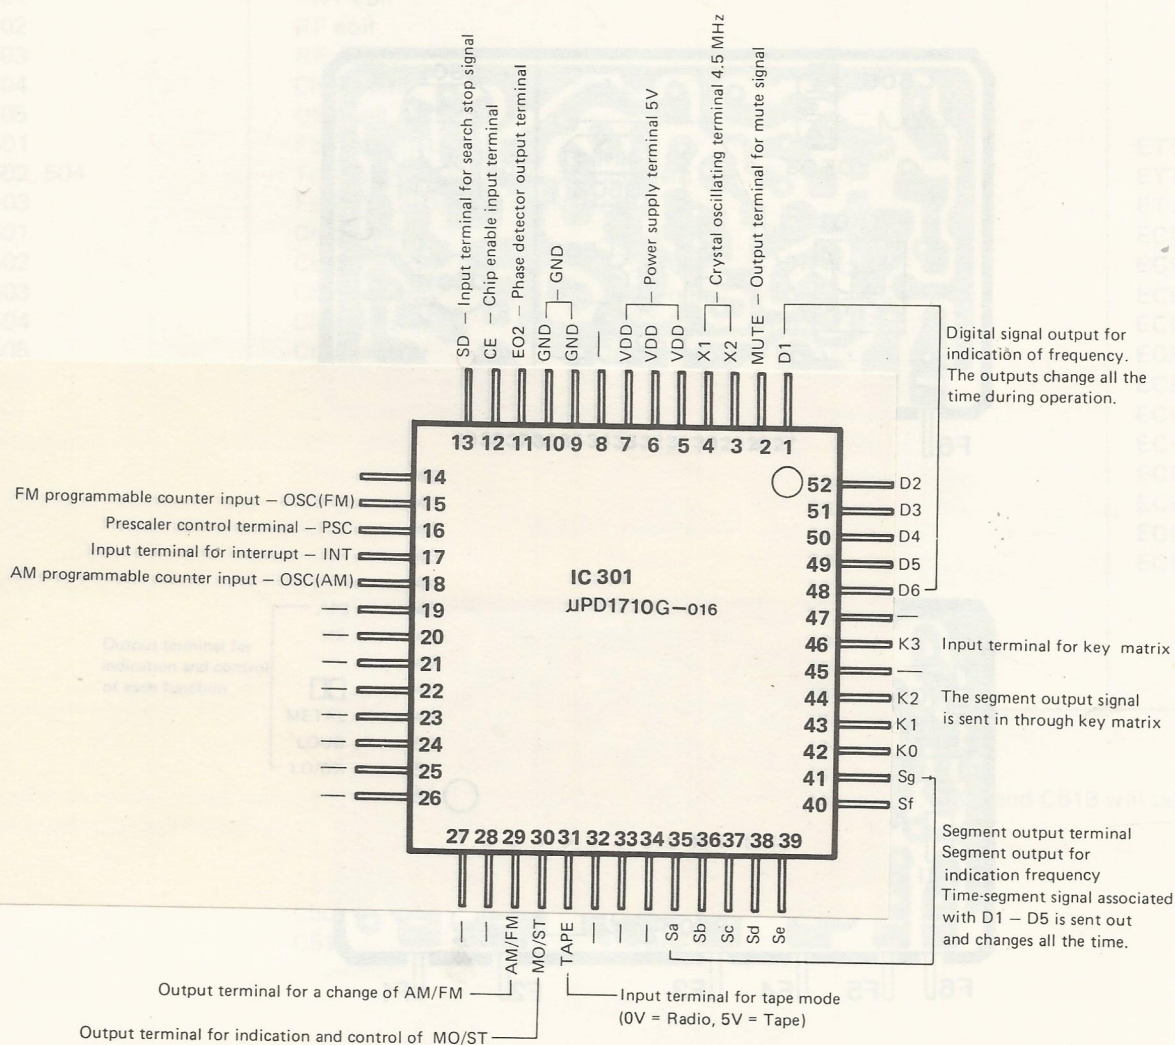 SD — Input terminal for search stop signal
CE — Chip enable input terminal
EO2 — Phase detector output terminal
GND
GND
— GND
—
VDD
VDD
VDD
— Power supply terminal 5V
X1
X2
— Crystal oscillating terminal 4.5 MHz
MUTE — Output terminal for mute signal
D1
Digital signal output for
indication of frequency.
The outputs change all the
time during operation.
13 12 11 10 9 8 7 6 5 4 3 2 1
14
FM programmable counter input — OSC(FM) 15
Prescaler control terminal — PSC 16
Input terminal for interrupt — INT 17
AM programmable counter input — OSC(AM) 18
— 19
— 20
— 21
— 22
— 23
— 24
— 25
— 26
IC 301
µPD1710G-016
52 D2
51 D3
50 D4
49 D5
48 D6
47 —
46 K3 Input terminal for key matrix
45 —
44 K2 The segment output signal
43 K1 is sent in through key matrix
42 K0
41 Sg
40 Sf
27 28 29 30 31 32 33 34 35 36 37 38 39
—
—
AM/FM
MO/ST
TAPE
—
—
—
Sa
Sb
Sc
Sd
Se
Segment output terminal
Segment output for
indication frequency
Time-segment signal associated
with D1 — D5 is sent out
and changes all the time.
Output terminal for a change of AM/FM
Input terminal for tape mode
(0V = Radio, 5V = Tape)
Output terminal for indication and control of MO/ST
Output terminal for
indication and control
of each function